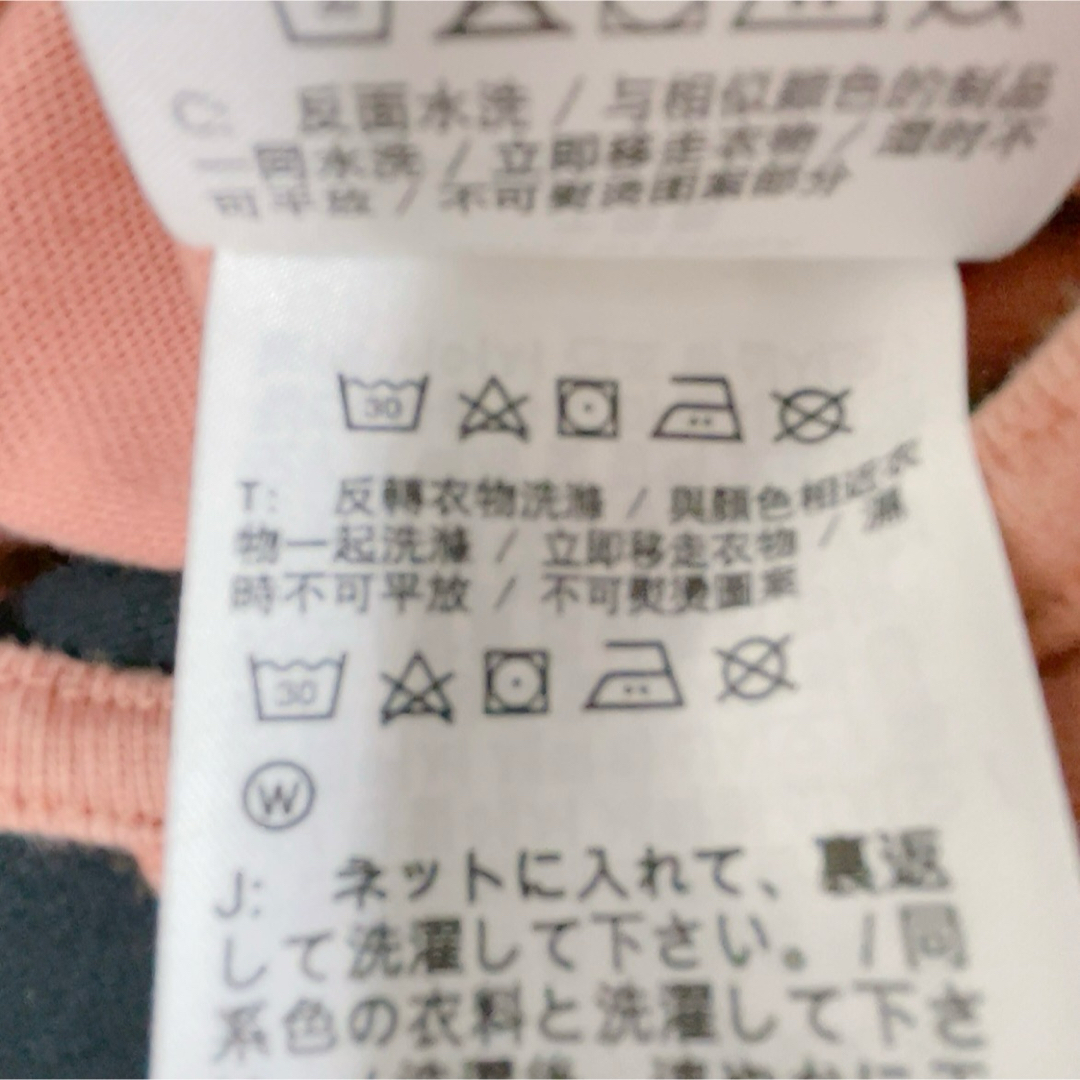 C: 反面水洗 / 与相似顏色的制品
一同水洗 / 立即移走衣物 / 湿时不
可平放 / 不可熨烫图案部分
30
T: 反轉衣物洗滌 / 與顏色相近衣
物一起洗滌 / 立即移走衣物 / 濕
時不可平放 / 不可熨燙圖案
30
W
J: ネットに入れて、裏返
して洗濯して下さい。/ 同
系色の衣料と洗濯して下さ